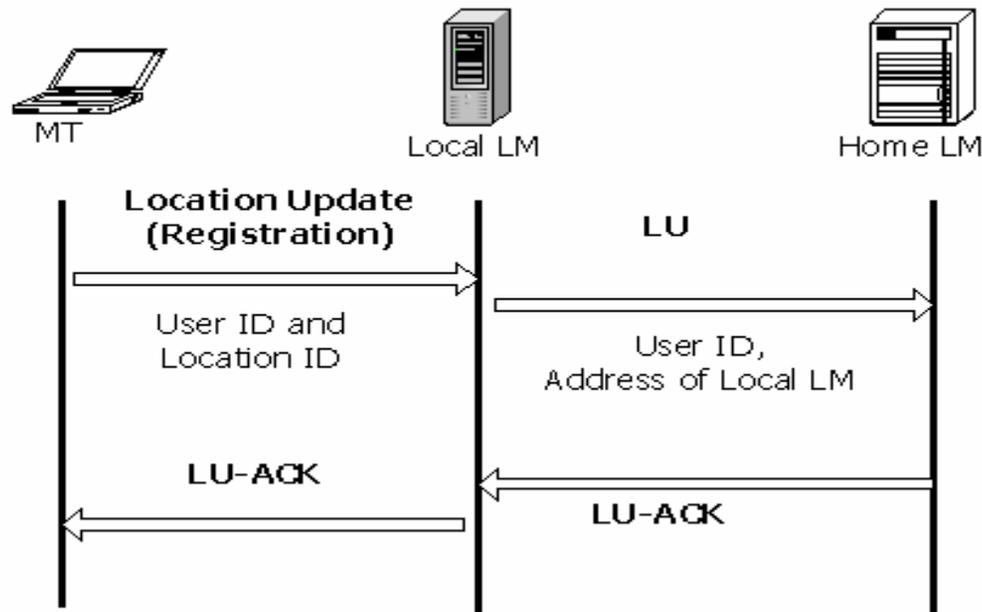 MT
Local LM
Home LM
Location Update
(Registration)
LU
User ID and
Location ID
User ID,
Address of Local LM
LU-ACK
LU-ACK